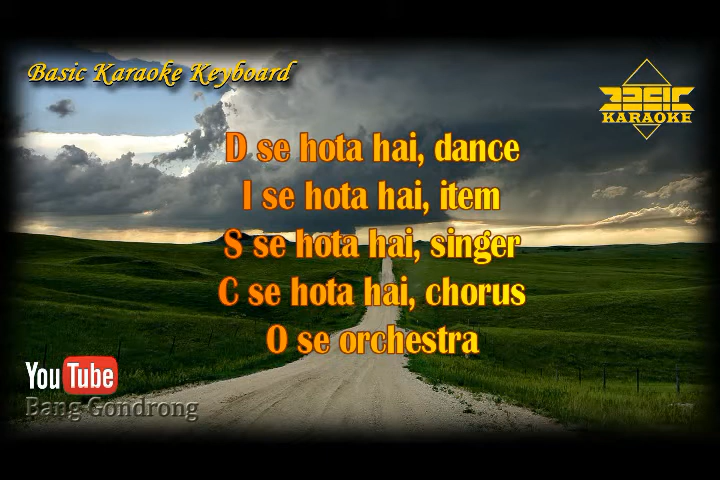 Basic Karaoke Keyboard
BASIC
KARAOKE
D se hota hai, dance
I se hota hai, item
S se hota hai, singer
C se hota hai, chorus
O se orchestra
YouTube
Bang Gondrong